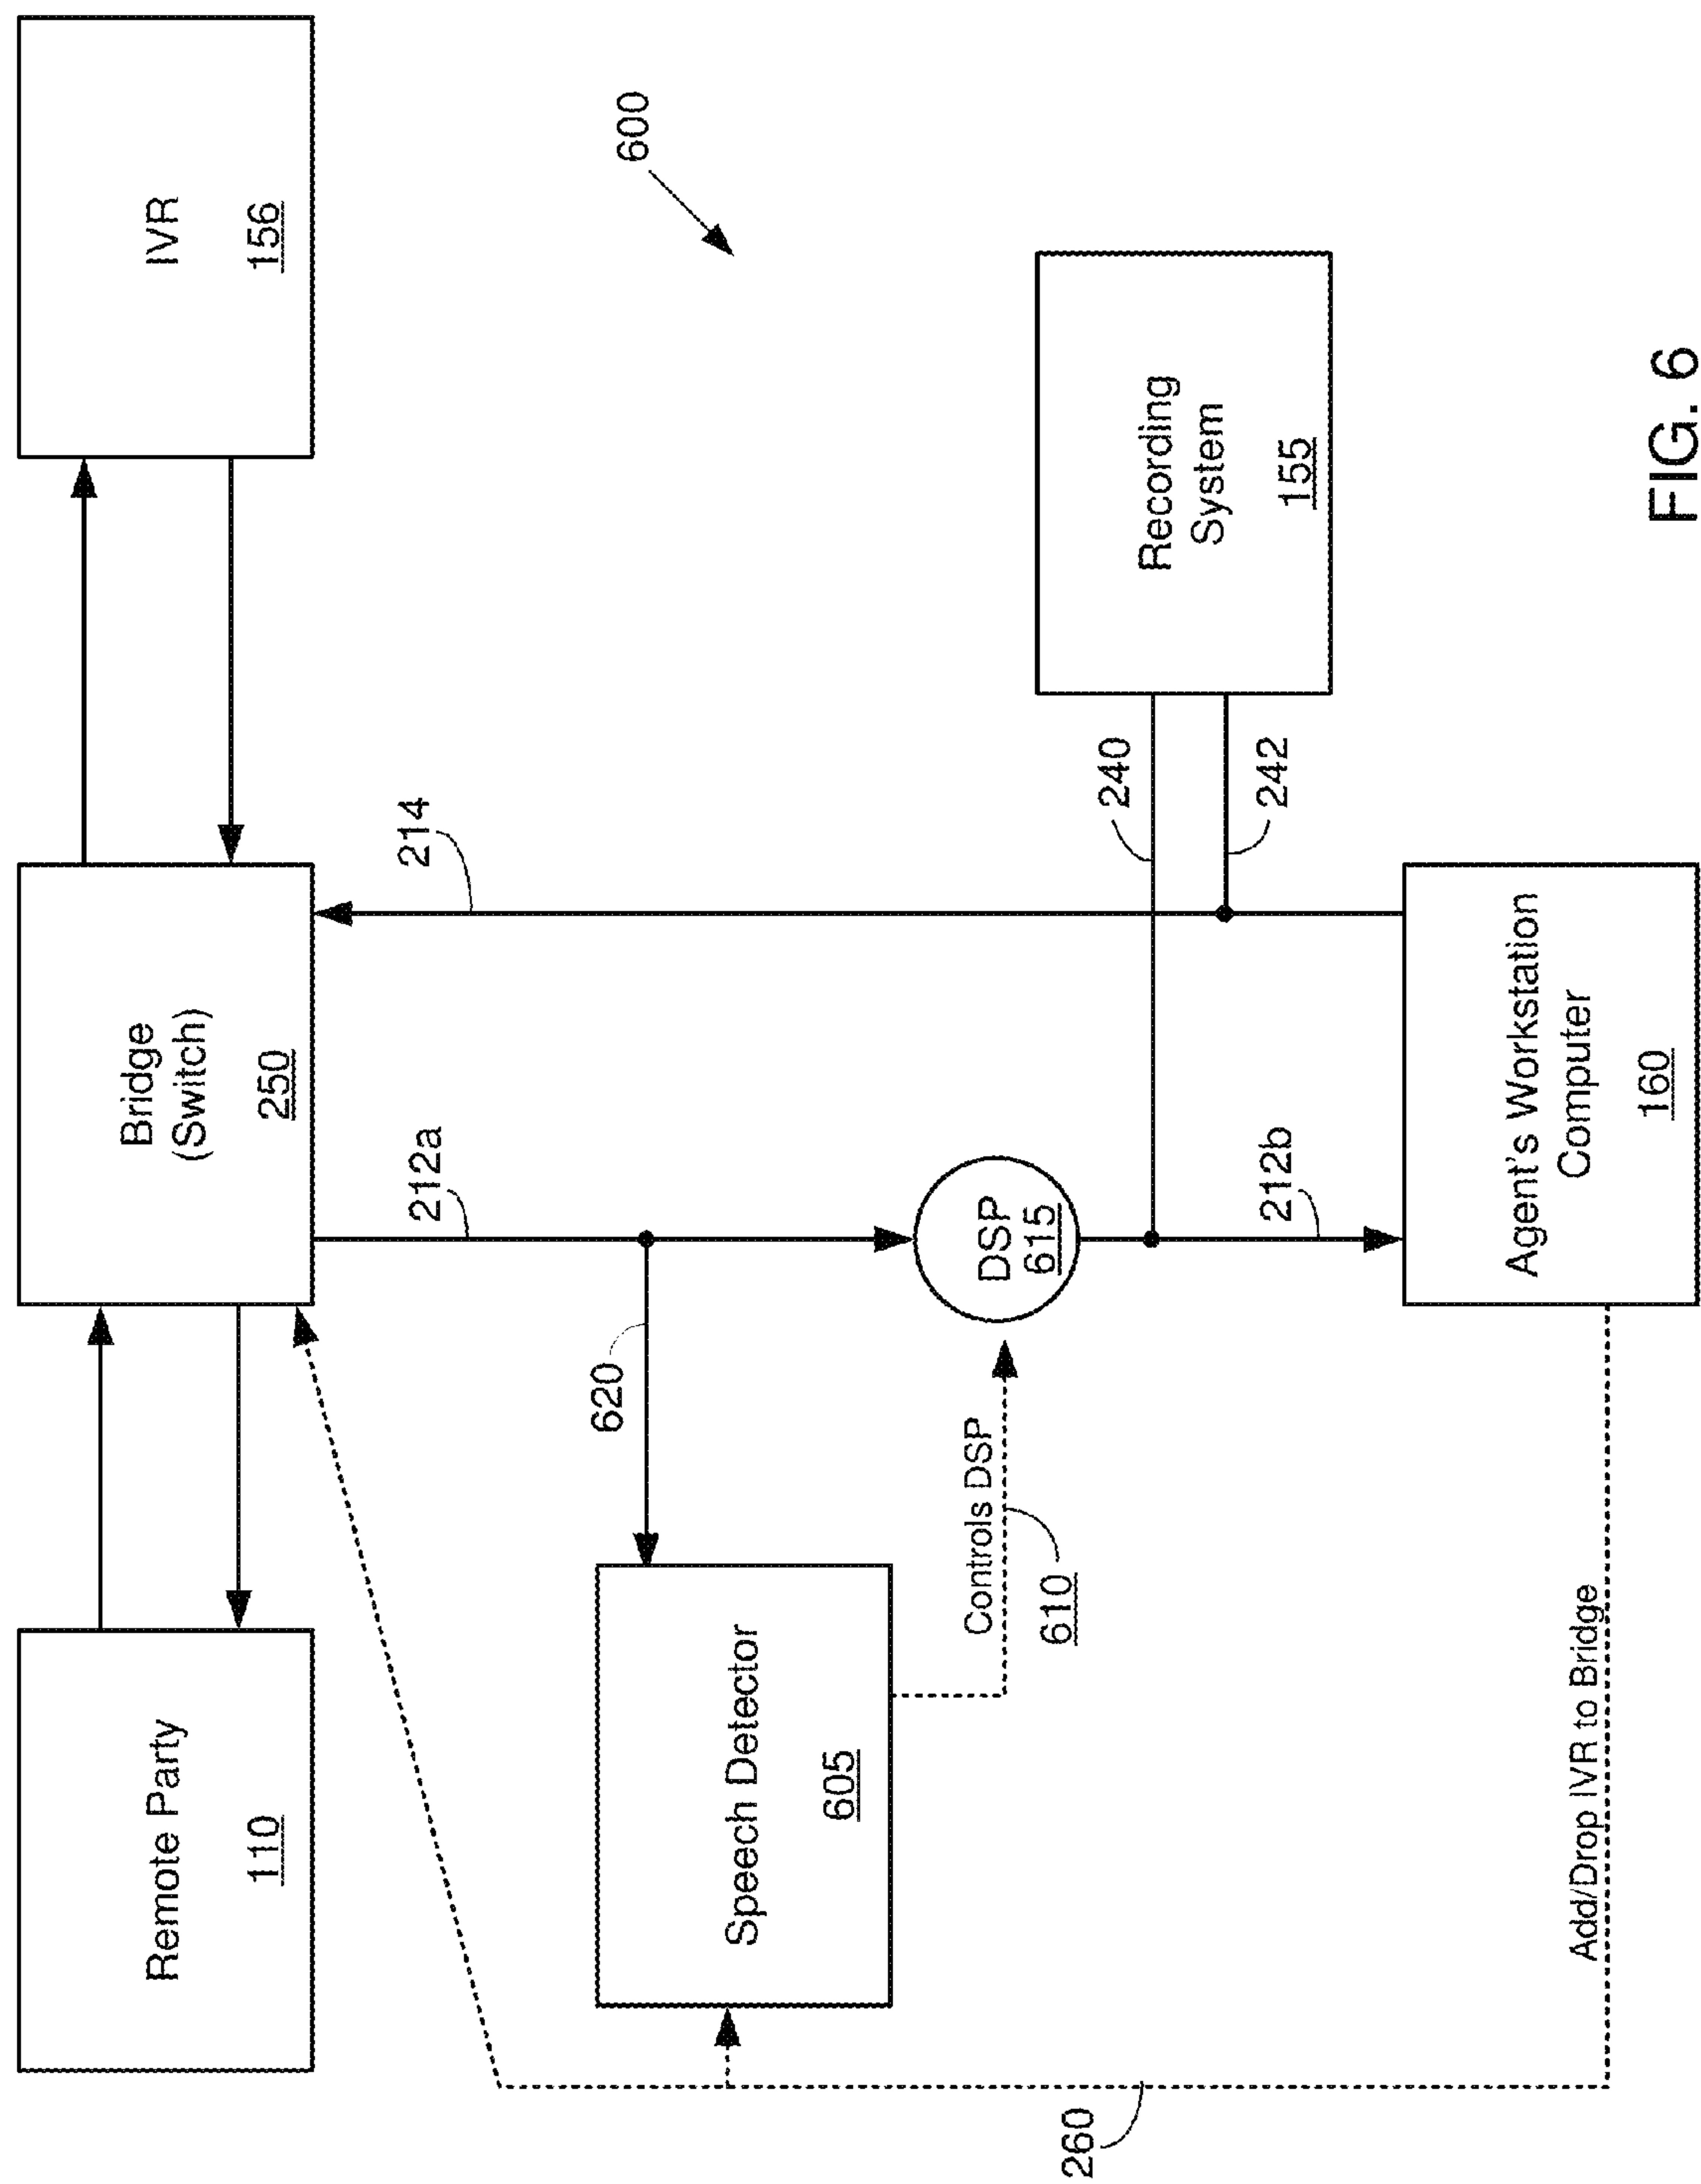 Remote Party
110
Bridge
(Switch)
250
IVR
156
260
620
212a
214
600
Speech Detector
605
Controls DSP
610
DSP
615
240
242
Recording
System
155
212b
Add/Drop IVR to Bridge
Agent's Workstation
Computer
160
FIG. 6